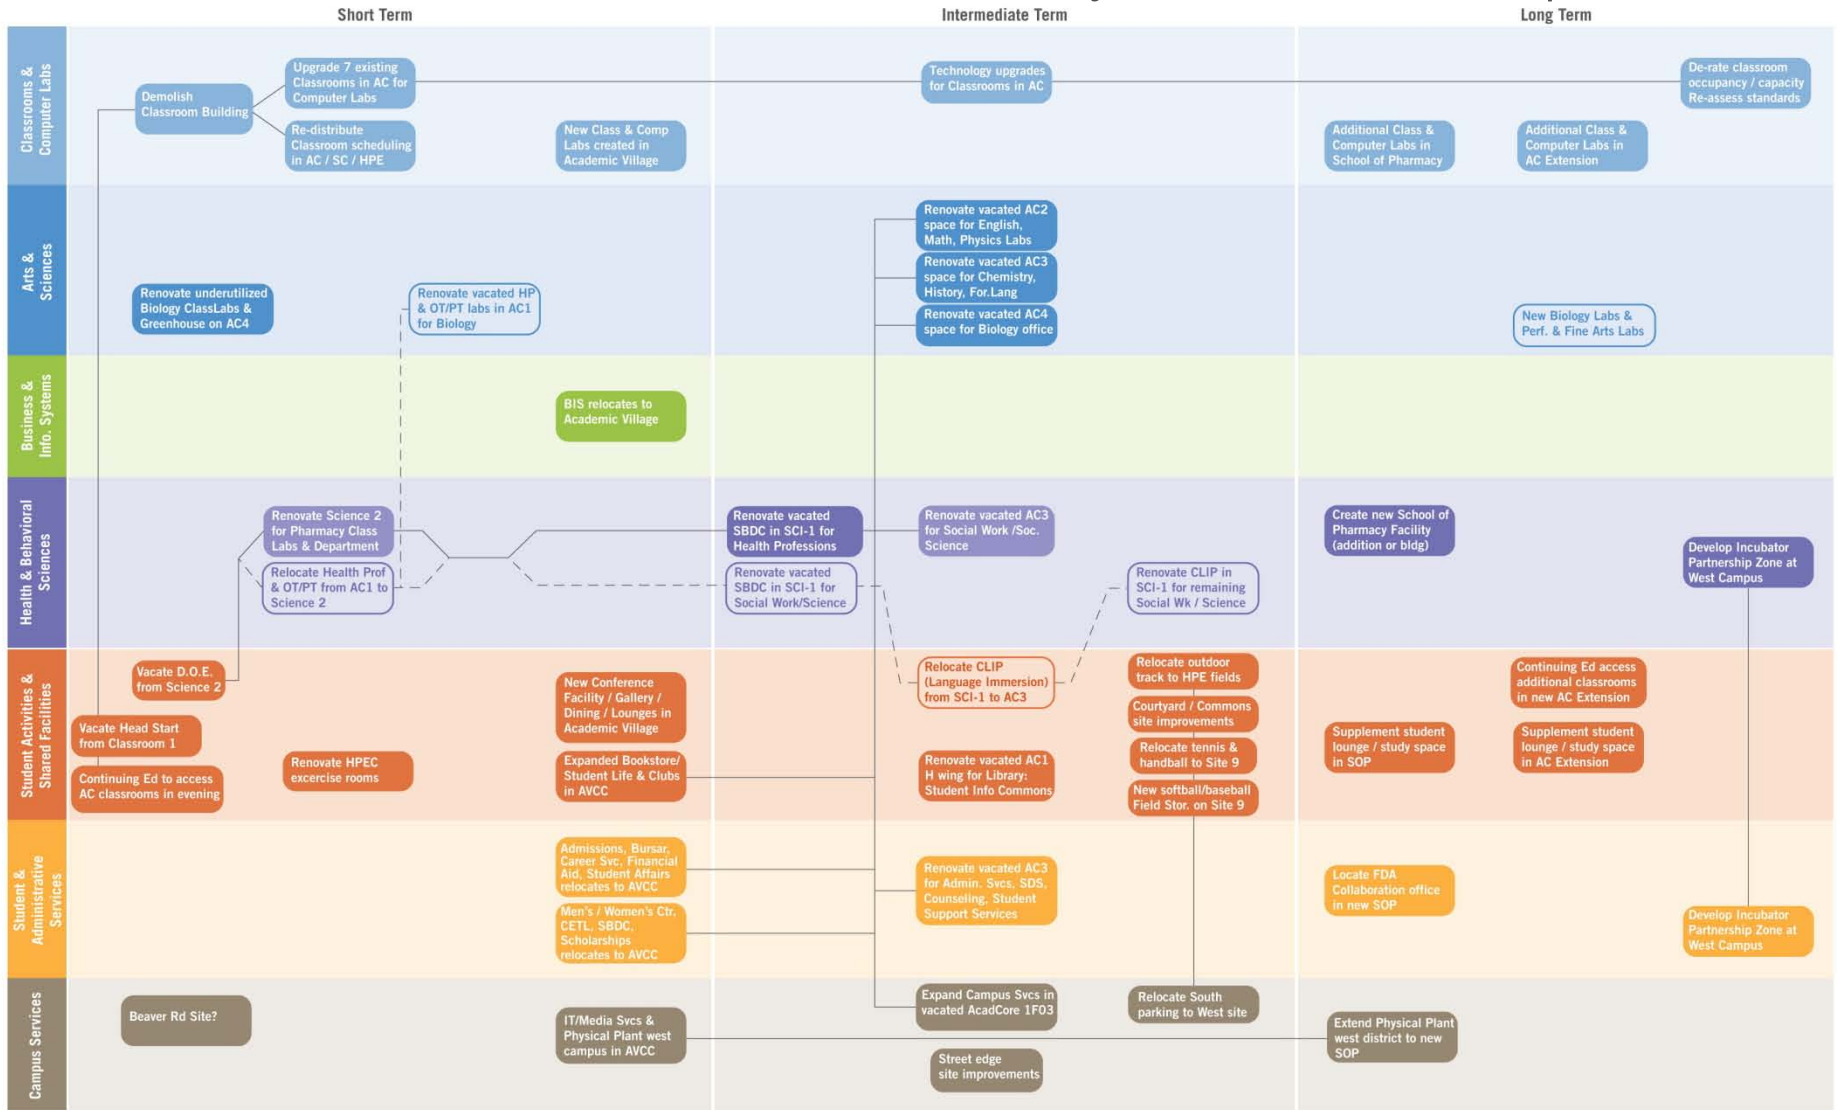 Short Term
Intermediate Term
Long Term
Classrooms &
Computer Labs
Demolish
Classroom Building
Upgrade 7 existing
Classrooms in AC for
Computer Labs
Re-distribute
Classroom scheduling
in AC / SC / HPE
New Class & Comp
Labs created in
Academic Village
Technology upgrades
for Classrooms in AC
De-rate classroom
occupancy / capacity
Re-assess standards
Additional Class &
Computer Labs in
School of Pharmacy
Additional Class &
Computer Labs in
AC Extension
Arts &
Sciences
Renovate underutilized
Biology ClassLabs &
Greenhouse on AC4
Renovate vacated HP
& OT/PT labs in AC1
for Biology
Renovate vacated AC2
space for English,
Math, Physics Labs
Renovate vacated AC3
space for Chemistry,
History, For.Lang
Renovate vacated AC4
space for Biology office
New Biology Labs &
Perf. & Fine Arts Labs
Business &
Info. Systems
BIS relocates to
Academic Village
Health & Behavioral
Sciences
Renovate Science 2
for Pharmacy Class
Labs & Department
Relocate Health Prof
& OT/PT from AC1 to
Science 2
Renovate vacated
SBDC in SCI-1 for
Health Professions
Renovate vacated
SBDC in SCI-1 for
Social Work/Science
Renovate vacated AC3
for Social Work /Soc.
Science
Renovate CLIP in
SCI-1 for remaining
Social Wk / Science
Create new School of
Pharmacy Facility
(addition or bldg)
Develop Incubator
Partnership Zone at
West Campus
Student Activities &
Shared Facilities
Vacate D.O.E.
from Science 2
Vacate Head Start
from Classroom 1
Continuing Ed to access
AC classrooms in evening
Renovate HPEC
excercise rooms
New Conference
Facility / Gallery /
Dining / Lounges in
Academic Village
Expanded Bookstore/
Student Life & Clubs
in AVCC
Relocate CLIP
(Language Immersion)
from SCI-1 to AC3
Renovate vacated AC1
H wing for Library:
Student Info Commons
Relocate outdoor
track to HPE fields
Courtyard / Commons
site improvements
Relocate tennis &
handball to Site 9
New softball/baseball
Field Stor. on Site 9
Supplement student
lounge / study space
in SOP
Continuing Ed access
additional classrooms
in new AC Extension
Supplement student
lounge / study space
in AC Extension
Student &
Administrative
Services
Admissions, Bursar,
Career Svc, Financial
Aid, Student Affairs
relocates to AVCC
Men's / Women's Ctr,
CETL, SBDC,
Scholarships
relocates to AVCC
Renovate vacated AC3
for Admin. Svcs, SDS,
Counseling, Student
Support Services
Locate FDA
Collaboration office
in new SOP
Develop Incubator
Partnership Zone at
West Campus
Campus Services
Beaver Rd Site?
IT/Media Svcs &
Physical Plant west
campus in AVCC
Expand Campus Svcs in
vacated AcadCore 1F03
Street edge
site improvements
Relocate South
parking to West site
Extend Physical Plant
west district to new
SOP